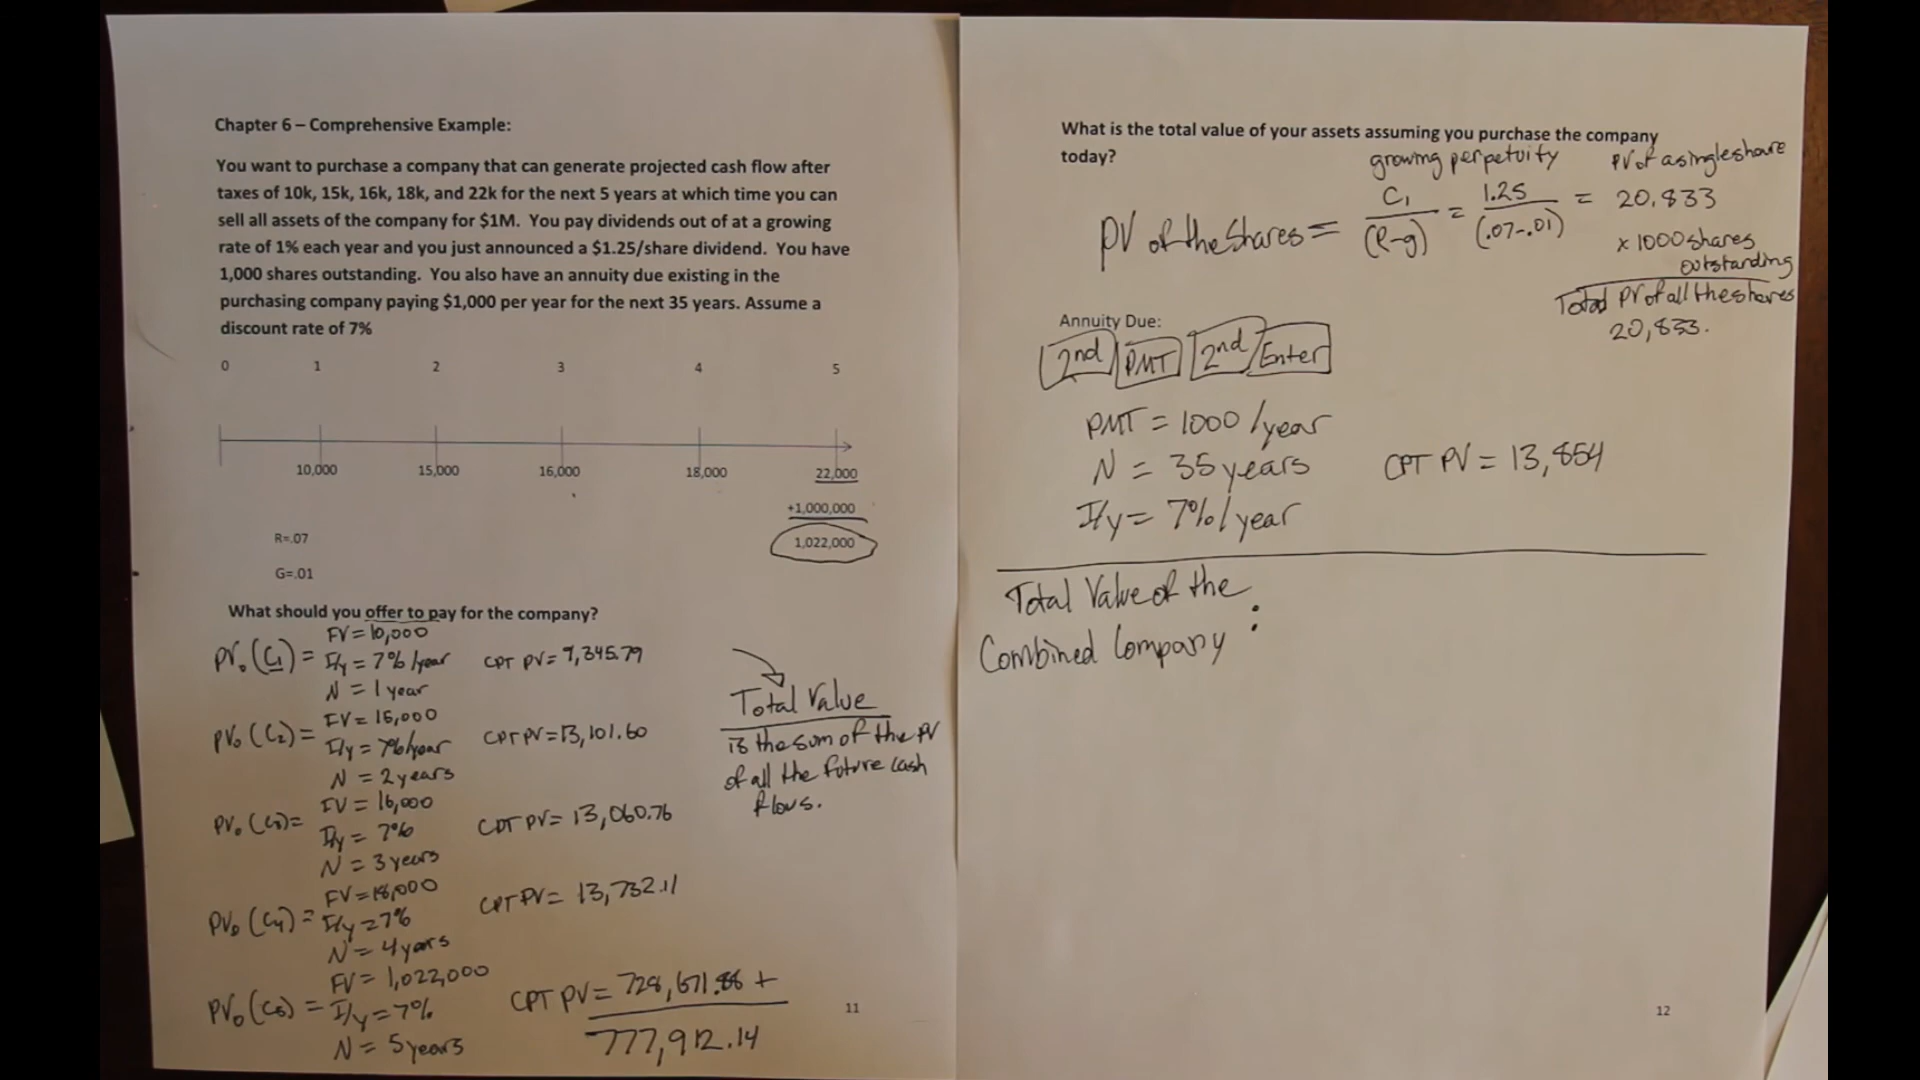 Chapter 6 – Comprehensive Example:
You want to purchase a company that can generate projected cash flow after
taxes of 10k, 15k, 16k, 18k, and 22k for the next 5 years at which time you can
sell all assets of the company for $1M. You pay dividends out of at a growing
rate of 1% each year and you just announced a $1.25/share dividend. You have
1,000 shares outstanding. You also have an annuity due existing in the
purchasing company paying $1,000 per year for the next 35 years. Assume a
discount rate of 7%
0 1 2 3 4 5
10,000 15,000 16,000 18,000 22,000
+1,000,000
R=.07 1,022,000
G=.01
What should you offer to pay for the company?
FV = 10,000
PV₀ (C₁) = I/y = 7% /year CPT PV = 9,345.79
N = 1 year
FV = 15,000
PV₀ (C₂) = I/y = 7%/year CPT PV = 13,101.60
N = 2 years
FV = 16,000
PV₀ (C₃) = I/y = 7% CPT PV = 13,060.76
N = 3 years
FV = 18,000
PV₀ (C₄) = I/y = 7% CPT PV = 13,732.11
N = 4 years
FV = 1,022,000
PV₀ (C₅) = I/y = 7% CPT PV = 728,671.88 +
N = 5 years 777,912.14
Total Value
is the sum of the PV
of all the future cash
flows.
11
What is the total value of your assets assuming you purchase the company
today?
growing perpetuity
PV of the Shares = C₁ / (R-g) = 1.25 / (.07-.01) =
PV of a single share
20.833
x 1000 shares
outstanding
Total PV of all the shares
20,833.
Annuity Due:
2nd PMT 2nd Enter
PMT = 1000 /year
N = 35 years CPT PV = 13,854
I/y = 7% / year
Total Value of the
Combined Company :
12